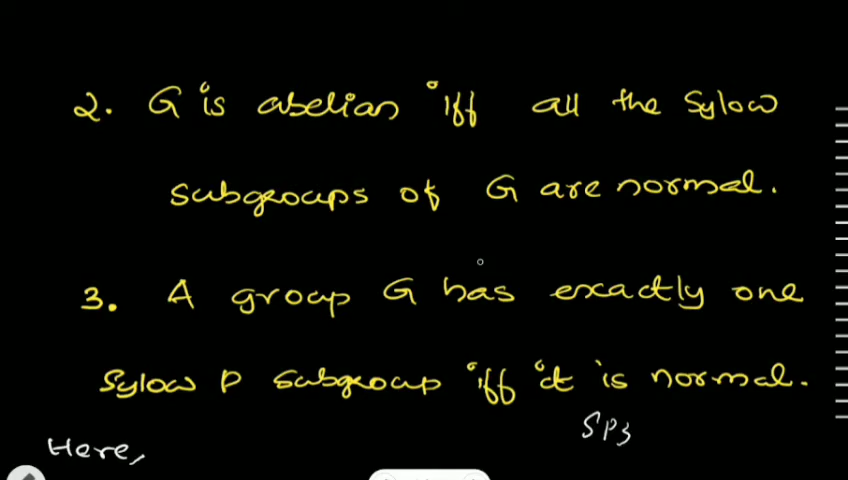 2. G is abelian iff all the Sylow
subgroups of G are normal.
3. A group G has exactly one
Sylow P subgroup iff it is normal.
SPS
Here,